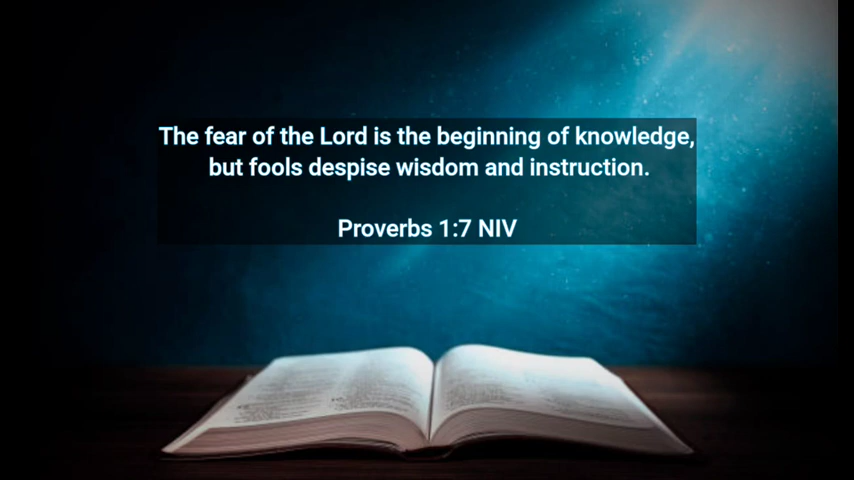 The fear of the Lord is the beginning of knowledge,
but fools despise wisdom and instruction.
Proverbs 1:7 NIV